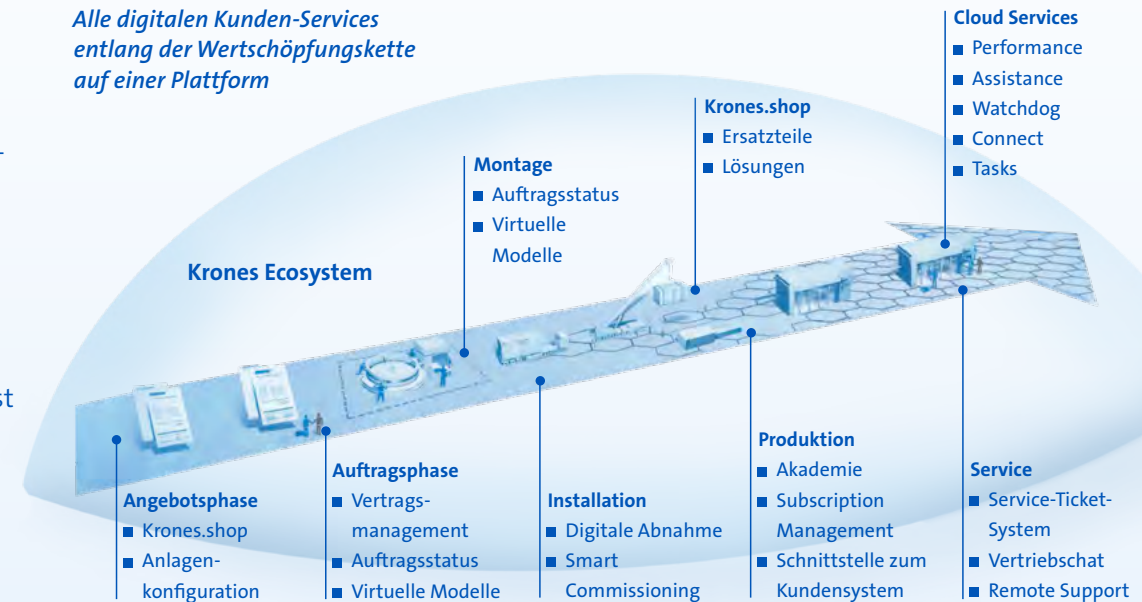 Alle digitalen Kunden-Services
entlang der Wertschöpfungskette
auf einer Plattform
Cloud Services
Performance
Assistance
Watchdog
Connect
Tasks
Krones.shop
Ersatzteile
Lösungen
-
Montage
Auftragsstatus
Virtuelle
Modelle
Krones Ecosystem
st
Angebotsphase
Krones.shop
Anlagen-
konfiguration
Auftragsphase
Vertrags-
management
Auftragsstatus
Virtuelle Modelle
Installation
Digitale Abnahme
Smart
Commissioning
Produktion
Akademie
Subscription
Management
Schnittstelle zum
Kundensystem
Service
Service-Ticket-
System
Vertriebschat
Remote Support